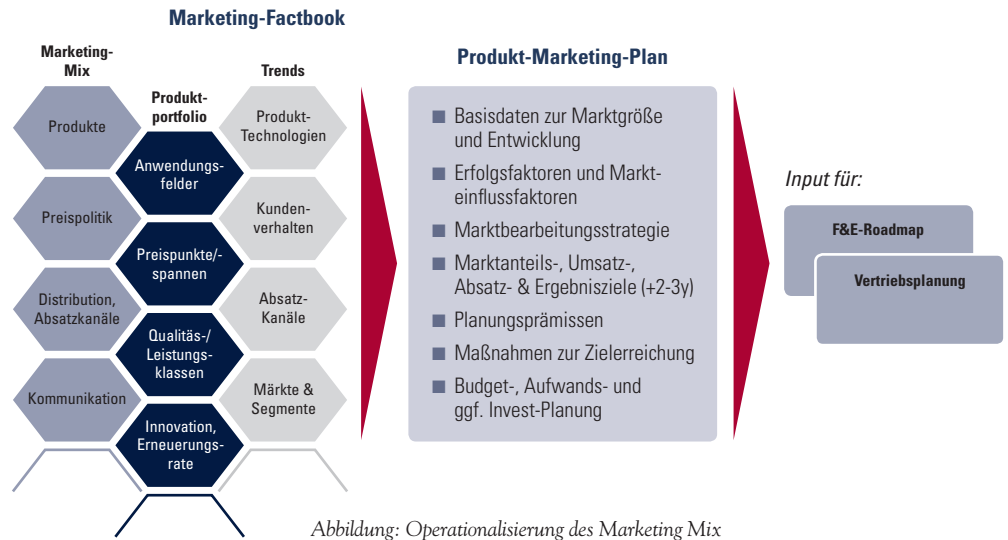 Marketing-Factbook
Marketing-
Mix
Produkte
Preispolitik
Distribution,
Absatzkanäle
Kommunikation
Produkt-
portfolio
Anwendungs-
felder
Preispunkte/-
spannen
Qualitäs-/
Leistungs-
klassen
Innovation,
Erneuerungs-
rate
Trends
Produkt-
Technologien
Kunden-
verhalten
Absatz-
Kanäle
Märkte &
Segmente
Produkt-Marketing-Plan
■ Basisdaten zur Marktgröße
und Entwicklung
■ Erfolgsfaktoren und Markt-
einflussfaktoren
■ Marktbearbeitungsstrategie
■ Marktanteils-, Umsatz-,
Absatz- & Ergebnisziele (+2-3y)
■ Planungsprämissen
■ Maßnahmen zur Zielerreichung
■ Budget-, Aufwands- und
ggf. Invest-Planung
Input für:
F&E-Roadmap
Vertriebsplanung
Abbildung: Operationalisierung des Marketing Mix